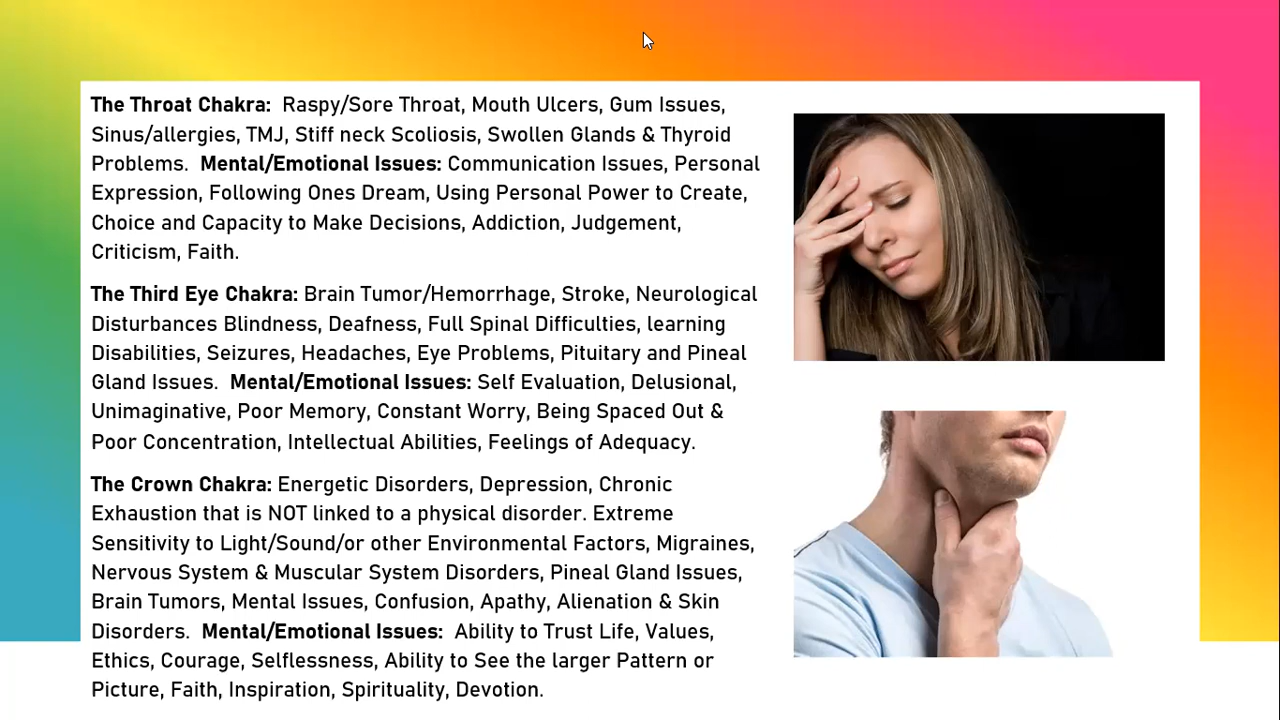 The Throat Chakra: Raspy/Sore Throat, Mouth Ulcers, Gum Issues,
Sinus/allergies, TMJ, Stiff neck Scoliosis, Swollen Glands & Thyroid
Problems. Mental/Emotional Issues: Communication Issues, Personal
Expression, Following Ones Dream, Using Personal Power to Create,
Choice and Capacity to Make Decisions, Addiction, Judgement,
Criticism, Faith.
The Third Eye Chakra: Brain Tumor/Hemorrhage, Stroke, Neurological
Disturbances Blindness, Deafness, Full Spinal Difficulties, learning
Disabilities, Seizures, Headaches, Eye Problems, Pituitary and Pineal
Gland Issues. Mental/Emotional Issues: Self Evaluation, Delusional,
Unimaginative, Poor Memory, Constant Worry, Being Spaced Out &
Poor Concentration, Intellectual Abilities, Feelings of Adequacy.
The Crown Chakra: Energetic Disorders, Depression, Chronic
Exhaustion that is NOT linked to a physical disorder. Extreme
Sensitivity to Light/Sound/or other Environmental Factors, Migraines,
Nervous System & Muscular System Disorders, Pineal Gland Issues,
Brain Tumors, Mental Issues, Confusion, Apathy, Alienation & Skin
Disorders. Mental/Emotional Issues: Ability to Trust Life, Values,
Ethics, Courage, Selflessness, Ability to See the larger Pattern or
Picture, Faith, Inspiration, Spirituality, Devotion.